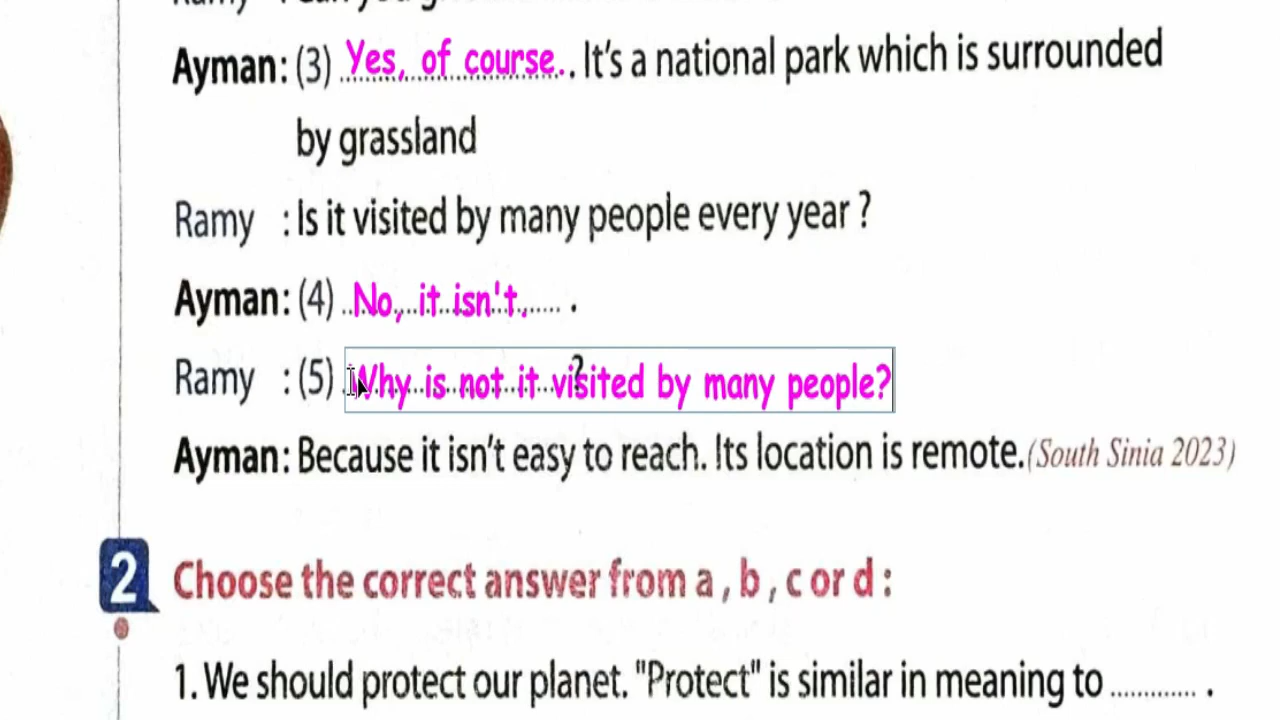 Ayman: (3) Yes, of course. . It's a national park which is surrounded
by grassland
Ramy : Is it visited by many people every year ?
Ayman: (4) No, it isn't. .
Ramy : (5) Why is not it visited by many people? ?
Ayman: Because it isn't easy to reach. Its location is remote. (South Sinia 2023)
2 Choose the correct answer from a , b , c or d :
1. We should protect our planet. "Protect" is similar in meaning to ............. .